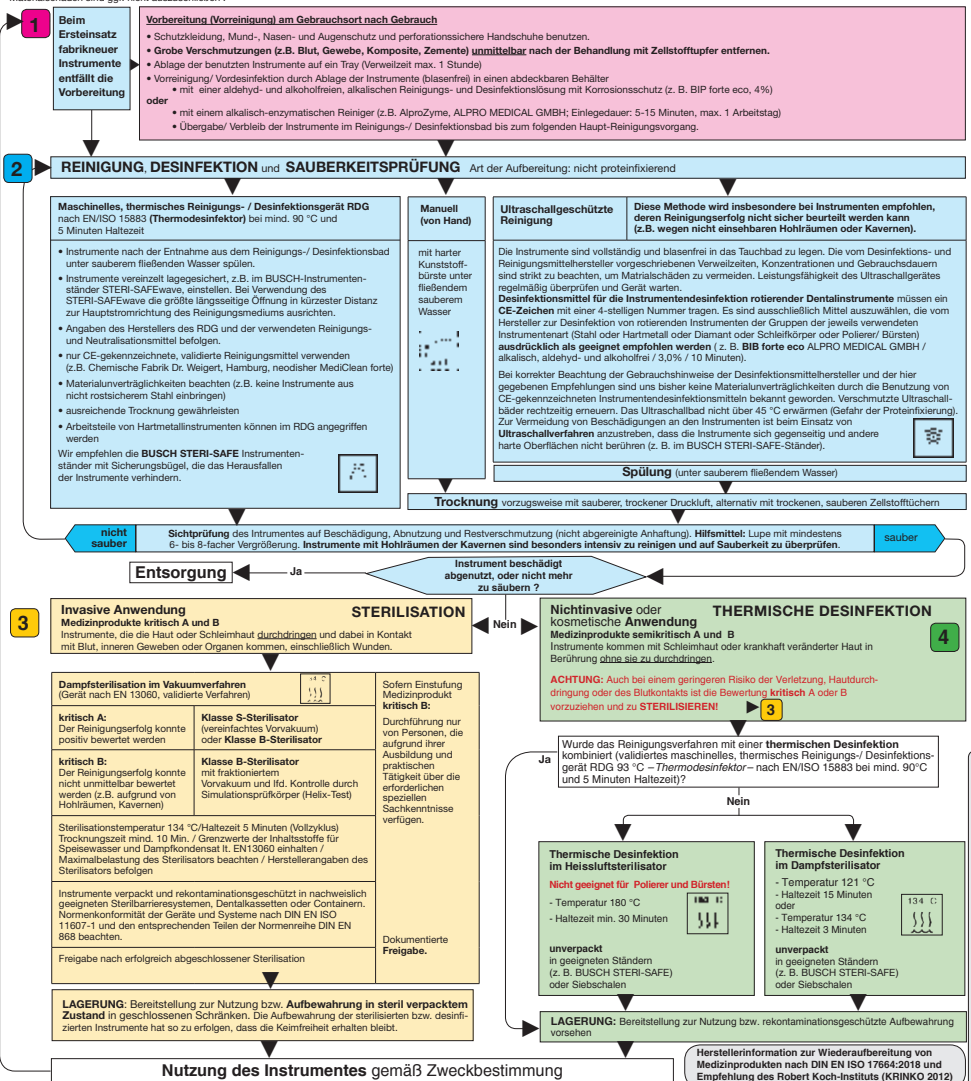 1
Beim
Ersteinsatz
fabrikneuer
Instrumente
entfällt die
Vorbereitung
Vorbereitung (Vorreinigung) am Gebrauchsort nach Gebrauch
• Schutzkleidung, Mund-, Nasen- und Augenschutz und perforationssichere Handschuhe benutzen.
• Grobe Verschmutzungen (z.B. Blut, Gewebe, Komposite, Zemente) unmittelbar nach der Behandlung mit Zellstofftupfer entfernen.
• Ablage der benutzten Instrumente auf ein Tray (Verweilzeit max. 1 Stunde)
• Vorreinigung/ Vordesinfektion durch Ablage der Instrumente (blasenfrei) in einen abdeckbaren Behälter
• mit einer aldehyd- und alkoholfreien, alkalischen Reinigungs- und Desinfektionslösung mit Korrosionsschutz (z. B. BIP forte eco, 4%)
oder
• mit einem alkalisch-enzymatischen Reiniger (z.B. AlproZyme, ALPRO MEDICAL GMBH; Einlegedauer: 5-15 Minuten, max. 1 Arbeitstag)
• Übergabe/ Verbleib der Instrumente im Reinigungs-/ Desinfektionsbad bis zum folgenden Haupt-Reinigungsvorgang.
2
REINIGUNG, DESINFEKTION und SAUBERKEITSPRÜFUNG Art der Aufbereitung: nicht proteinfixierend
Maschinelles, thermisches Reinigungs- / Desinfektionsgerät RDG
nach EN/ISO 15883 (Thermodesinfektor) bei mind. 90 °C und
5 Minuten Haltezeit
• Instrumente nach der Entnahme aus dem Reinigungs-/ Desinfektionsbad
unter sauberem fließenden Wasser spülen.
• Instrumente vereinzelt lagegesichert, z.B. im BUSCH-Instrumenten-
ständer STERI-SAFEwave, einstellen. Bei Verwendung des
STERI-SAFEwave die größte längsseitige Öffnung in kürzester Distanz
zur Hauptstromrichtung des Reinigungsmediums ausrichten.
• Angaben des Herstellers des RDG und der verwendeten Reinigungs-
und Neutralisationsmittel befolgen.
• nur CE-gekennzeichnete, validierte Reinigungsmittel verwenden
(z.B. Chemische Fabrik Dr. Weigert, Hamburg, neodisher MediClean forte)
• Materialunverträglichkeiten beachten (z.B. keine Instrumente aus
nicht rostsicherem Stahl einbringen)
• ausreichende Trocknung gewährleisten
• Arbeitsteile von Hartmetallinstrumenten können im RDG angegriffen
werden
Wir empfehlen die BUSCH STERI-SAFE Instrumenten-
ständer mit Sicherungsbügel, die das Herausfallen
der Instrumente verhindern.
Manuell
(von Hand)
mit harter
Kunststoff-
bürste unter
fließendem
sauberem
Wasser
Ultraschallgeschützte
Reinigung
Diese Methode wird insbesondere bei Instrumenten empfohlen,
deren Reinigungserfolg nicht sicher beurteilt werden kann
(z.B. wegen nicht einsehbaren Hohlräumen oder Kavernen).
Die Instrumente sind vollständig und blasenfrei in das Tauchbad zu legen. Die vom Desinfektions- und
Reinigungsmittelhersteller vorgeschriebenen Verweilzeiten, Konzentrationen und Gebrauchsdauern
sind strikt zu beachten, um Matrialschäden zu vermeiden. Leistungsfähigkeit des Ultraschallgerätes
regelmäßig überprüfen und Gerät warten.
Desinfektionsmittel für die Instrumentendesinfektion rotierender Dentalinstrumente müssen ein
CE-Zeichen mit einer 4-stelligen Nummer tragen. Es sind ausschließlich Mittel auszuwählen, die vom
Hersteller zur Desinfektion von rotierenden Instrumenten der Gruppen der jeweils verwendeten
Instrumentenart (Stahl oder Hartmetall oder Diamant oder Schleifkörper oder Polierer/ Bürsten)
ausdrücklich als geeignet empfohlen werden ( z. B. BIB forte eco ALPRO MEDICAL GMBH /
alkalisch, aldehyd- und alkoholfrei / 3,0% / 10 Minuten).
Bei korrekter Beachtung der Gebrauchshinweise der Desinfektionsmittelhersteller und der hier
gegebenen Empfehlungen sind uns bisher keine Materialunverträglichkeiten durch die Benutzung von
CE-gekennzeichneten Instrumentendesinfektionsmitteln bekannt geworden. Verschmutzte Ultraschall-
bäder rechtzeitig erneuern. Das Ultraschallbad nicht über 45 °C erwärmen (Gefahr der Proteinfixierung).
Zur Vermeidung von Beschädigungen an den Instrumenten ist beim Einsatz von
Ultraschallverfahren anzustreben, dass die Instrumente sich gegenseitig und andere
harte Oberflächen nicht berühren (z. B. im BUSCH STERI-SAFE-Ständer).
Spülung (unter sauberem fließendem Wasser)
Trocknung vorzugsweise mit sauberer, trockener Druckluft, alternativ mit trockenen, sauberen Zellstofftüchern
nicht
sauber
Sichtprüfung des Intrumentes auf Beschädigung, Abnutzung und Restverschmutzung (nicht abgereinigte Anhaftung). Hilfsmittel: Lupe mit mindestens
6- bis 8-facher Vergrößerung. Instrumente mit Hohlräumen der Kavernen sind besonders intensiv zu reinigen und auf Sauberkeit zu überprüfen.
sauber
Entsorgung
Ja
Instrument beschädigt
abgenutzt, oder nicht mehr
zu säubern ?
Nein
3
Invasive Anwendung
STERILISATION
Medizinprodukte kritisch A und B
Instrumente, die die Haut oder Schleimhaut durchdringen und dabei in Kontakt
mit Blut, inneren Geweben oder Organen kommen, einschließlich Wunden.
Dampfsterilisation im Vakuumverfahren
(Gerät nach EN 13060, validierte Verfahren)
kritisch A:
Der Reinigungserfolg konnte
positiv bewertet werden
Klasse S-Sterilisator
(vereinfachtes Vorvakuum)
oder Klasse B-Sterilisator
kritisch B:
Der Reinigungserfolg konnte
nicht unmittelbar bewertet
werden (z.B. aufgrund von
Hohlräumen, Kavernen)
Klasse B-Sterilisator
mit fraktioniertem
Vorvakuum und lfd. Kontrolle durch
Simulationsprüfkörper (Helix-Test)
Sterilisationstemperatur 134 °C/Haltezeit 5 Minuten (Vollzyklus)
Trocknungszeit mind. 10 Min. / Grenzwerte der Inhaltsstoffe für
Speisewasser und Dampfkondensat lt. EN13060 einhalten /
Maximalbelastung des Sterilisators beachten / Herstellerangaben des
Sterilisators befolgen
Instrumente verpackt und rekontaminationsgeschützt in nachweislich
geeigneten Sterilbarrieresystemen, Dentalkassetten oder Containern.
Normenkonformität der Geräte und Systeme nach DIN EN ISO
11607-1 und den entsprechenden Teilen der Normenreihe DIN EN
868 beachten.
Freigabe nach erfolgreich abgeschlossener Sterilisation
Sofern Einstufung
Medizinprodukt
kritisch B:
Durchführung nur
von Personen, die
aufgrund ihrer
Ausbildung und
praktischen
Tätigkeit über die
erforderlichen
speziellen
Sachkenntnisse
verfügen.
Dokumentierte
Freigabe.
LAGERUNG: Bereitstellung zur Nutzung bzw. Aufbewahrung in steril verpacktem
Zustand in geschlossenen Schränken. Die Aufbewahrung der sterilisierten bzw. desinfi-
zierten Instrumente hat so zu erfolgen, dass die Keimfreiheit erhalten bleibt.
Nichtinvasive oder
kosmetische Anwendung
THERMISCHE DESINFEKTION
4
Medizinprodukte semikritisch A und B
Instrumente kommen mit Schleimhaut oder krankhaft veränderter Haut in
Berührung ohne sie zu durchdringen.
ACHTUNG: Auch bei einem geringeren Risiko der Verletzung, Hautdurch-
dringung oder des Blutkontakts ist die Bewertung kritisch A oder B
vorzuziehen und zu STERILISIEREN!
3
Ja
Wurde das Reinigungsverfahren mit einer thermischen Desinfektion
kombiniert (validiertes maschinelles, thermisches Reinigungs-/ Desinfektions-
gerät RDG 93 °C – Thermodesinfektor – nach EN/ISO 15883 bei mind. 90°C
und 5 Minuten Haltezeit)?
Nein
Thermische Desinfektion
im Heissluftsterilisator
Nicht geeignet für Polierer und Bürsten!
- Temperatur 180 °C
- Haltezeit min. 30 Minuten
unverpackt
in geeigneten Ständern
(z. B. BUSCH STERI-SAFE)
oder Siebschalen
Thermische Desinfektion
im Dampfsterilisator
- Temperatur 121 °C
- Haltezeit 15 Minuten
oder
- Temperatur 134 °C
- Haltezeit 3 Minuten
134 C
unverpackt
in geeigneten Ständern
(z. B. BUSCH STERI-SAFE)
oder Siebschalen
LAGERUNG: Bereitstellung zur Nutzung bzw. rekontaminationsgeschützte Aufbewahrung
vorsehen
Nutzung des Instrumentes gemäß Zweckbestimmung
Herstellerinformation zur Wiederaufbereitung von
Medizinprodukten nach DIN EN ISO 17664:2018 und
Empfehlung des Robert Koch-Instituts (KRINKO 2012)